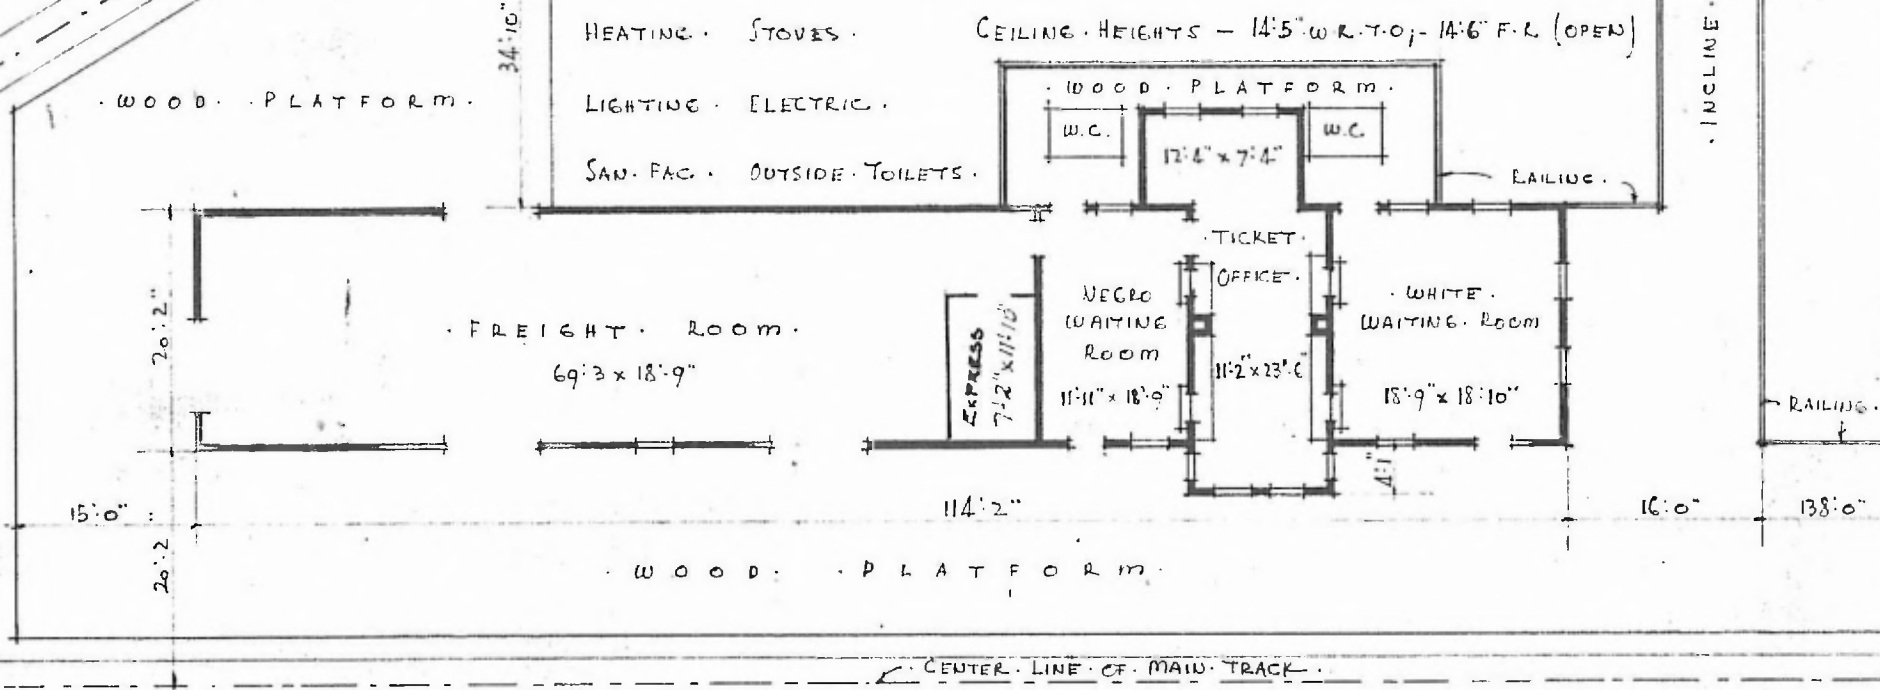 34'-10"
HEATING · STOVES ·
CEILING · HEIGHTS - 14'-5" W.R.-T.O; - 14'-6" F.R. (OPEN)
LIGHTING · ELECTRIC ·
SAN. FAC. · OUTSIDE · TOILETS ·
· INCLINE ·
· WOOD · PLATFORM ·
· WOOD · PLATFORM ·
W.C.
12'-4" x 7'-4"
W.C
RAILING ·
· TICKET ·
OFFICE ·
11'-2" x 23'-6"
NEGRO
WAITING
ROOM
11'-11" x 18'-9"
· WHITE ·
WAITING · ROOM
18'-9" x 18'-10"
· FREIGHT · ROOM ·
69'-3 x 18'-9"
EXPRESS
7'-2" x 11'-10"
20'-2"
RAILING ·
4'-1"
15'-0"
114'-2"
16'-0"
138'-0"
20'-2
· WOOD · · PLATFORM ·
CENTER · LINE · OF · MAIN · TRACK ·